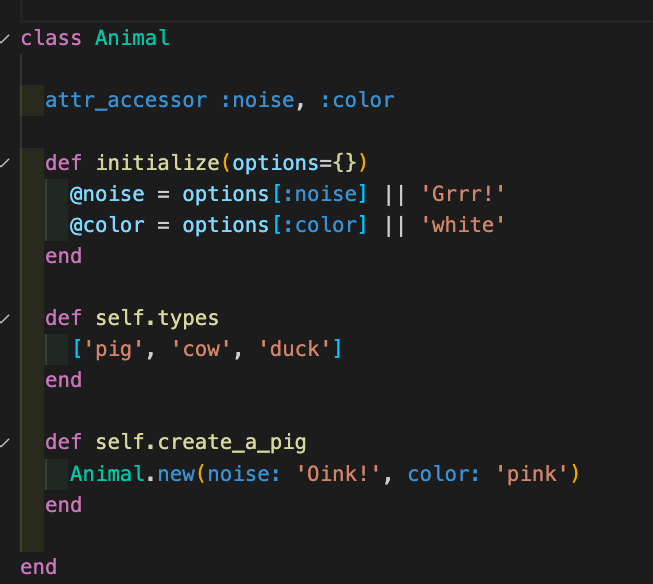 class Animal
attr_accessor :noise, :color
def initialize(options={})
@noise = options[:noise] || 'Grrr!'
@color = options[:color] || 'white'
end
def self.types
['pig', 'cow', 'duck']
end
def self.create_a_pig
Animal.new(noise: 'Oink!', color: 'pink')
end
end